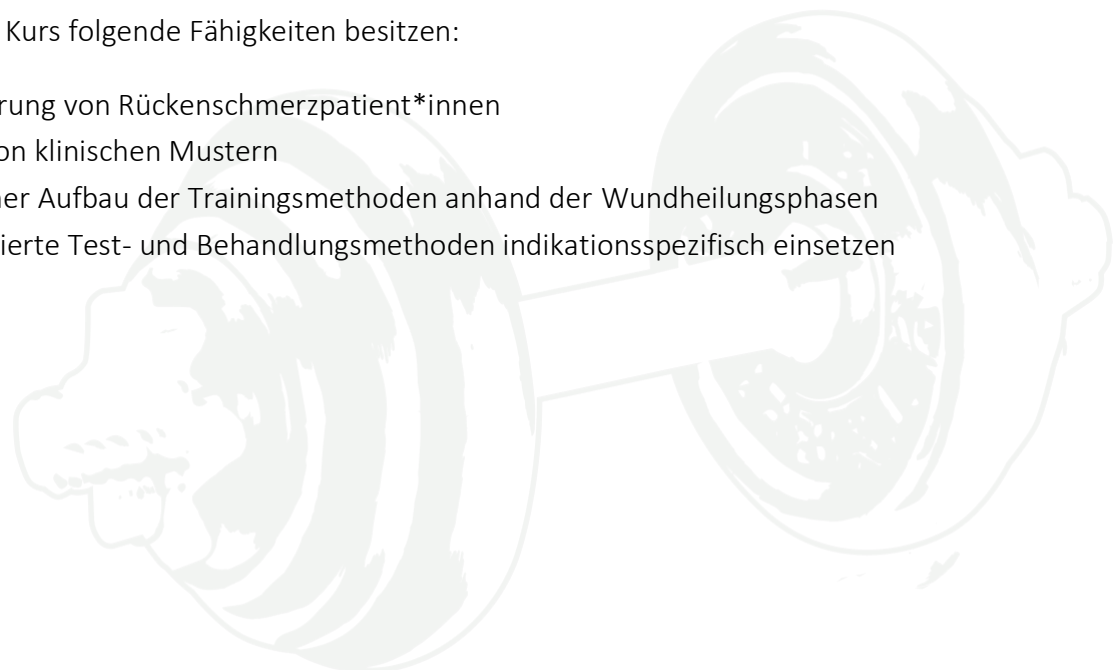 Kurs folgende Fähigkeiten besitzen:
rung von Rückenschmerzpatient*innen
on klinischen Mustern
er Aufbau der Trainingsmethoden anhand der Wundheilungsphasen
ierte Test- und Behandlungsmethoden indikationsspezifisch einsetzen